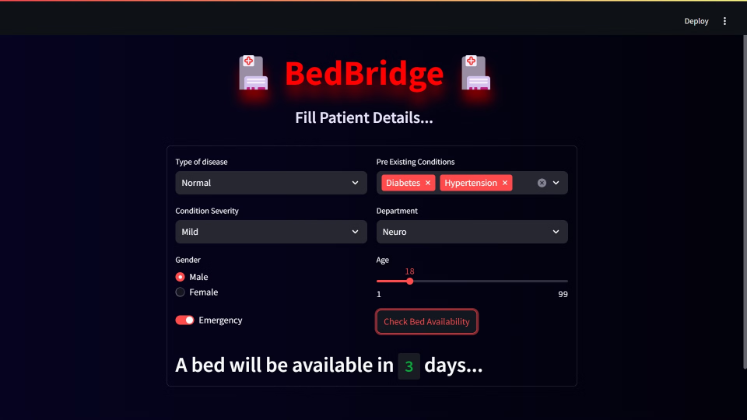 Deploy
BedBridge
Fill Patient Details...
Type of disease
Pre Existing Conditions
Normal
Diabetes
Hypertension
Condition Severity
Department
Mild
Neuro
Gender
Age
Male
18
Female
1
99
Emergency
Check Bed Availability
A bed will be available in 3 days...